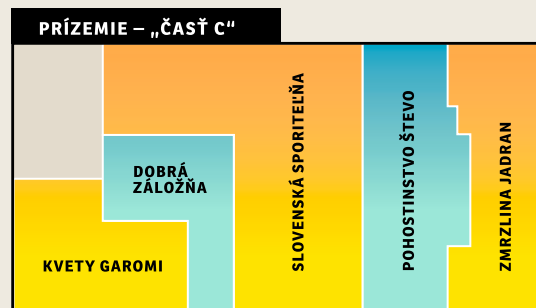 PRÍZEMIE – „ČASŤ C“
DOBRÁ
ZÁLOŽŇA
KVETY GAROMI
SLOVENSKÁ SPORITEĽŇA
POHOSTINSTVO ŠTEVO
ZMRZLINA JADRAN